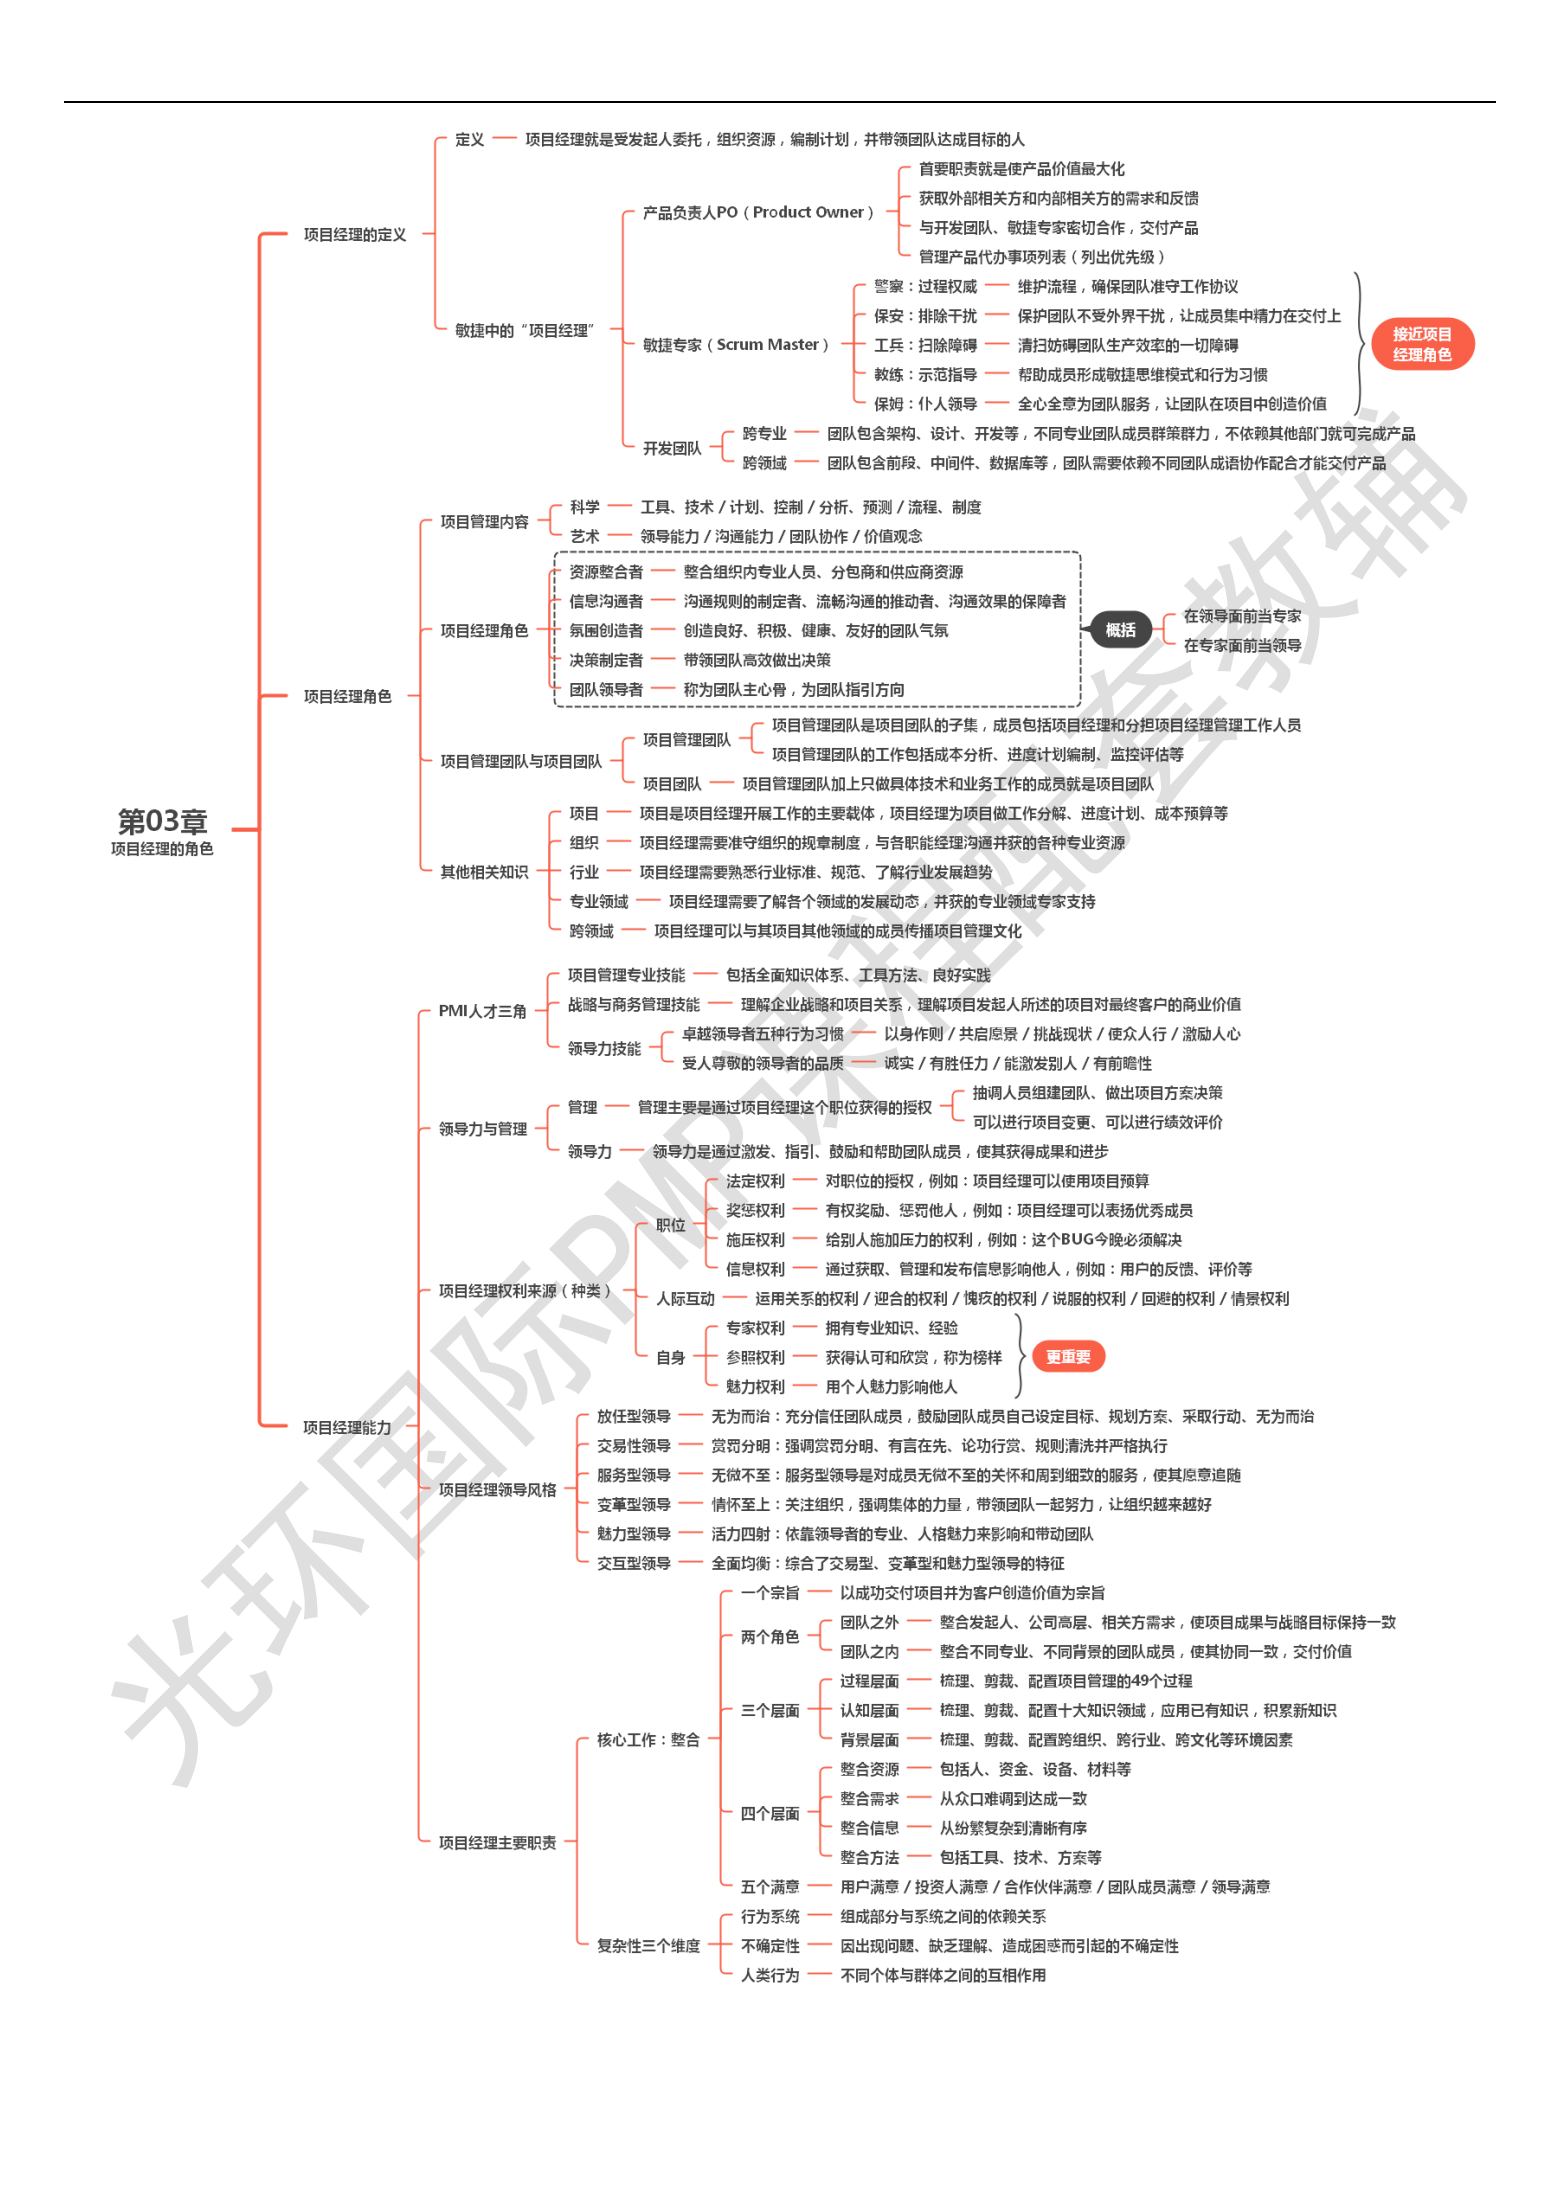 定义
项目经理就是受发起人委托，组织资源，编制计划，并带领团队达成目标的人
首要职责就是使产品价值最大化
获取外部相关方和内部相关方的需求和反馈
产品负责人PO（Product Owner）
与开发团队、敏捷专家密切合作，交付产品
项目经理的定义
管理产品代办事项列表（列出优先级）
警察：过程权威
维护流程，确保团队准守工作协议
保安：排除干扰
保护团队不受外界干扰，让成员集中精力在交付上
敏捷中的“项目经理”
敏捷专家（Scrum Master）
工兵：扫除障碍
清扫妨碍团队生产效率的一切障碍
接近项目
经理角色
教练：示范指导
帮助成员形成敏捷思维模式和行为习惯
保姆：仆人领导
全心全意为团队服务，让团队在项目中创造价值
开发团队
跨专业
团队包含架构、设计、开发等，不同专业团队成员群策群力，不依赖其他部门就可完成产品
跨领域
团队包含前段、中间件、数据库等，团队需要依赖不同团队成语协作配合才能交付产品
项目管理内容
科学
工具、技术 / 计划、控制 / 分析、预测 / 流程、制度
艺术
领导能力 / 沟通能力 / 团队协作 / 价值观念
资源整合者
整合组织内专业人员、分包商和供应商资源
信息沟通者
沟通规则的制定者、流畅沟通的推动者、沟通效果的保障者
项目经理角色
氛围创造者
创造良好、积极、健康、友好的团队气氛
概括
在领导面前当专家
在专家面前当领导
决策制定者
带领团队高效做出决策
团队领导者
称为团队主心骨，为团队指引方向
项目经理角色
项目管理团队与项目团队
项目管理团队
项目管理团队是项目团队的子集，成员包括项目经理和分担项目经理管理工作人员
项目管理团队的工作包括成本分析、进度计划编制、监控评估等
项目团队
项目管理团队加上只做具体技术和业务工作的成员就是项目团队
第03章
项目经理的角色
项目
项目是项目经理开展工作的主要载体，项目经理为项目做工作分解、进度计划、成本预算等
组织
项目经理需要准守组织的规章制度，与各职能经理沟通并获的各种专业资源
其他相关知识
行业
项目经理需要熟悉行业标准、规范、了解行业发展趋势
专业领域
项目经理需要了解各个领域的发展动态，并获的专业领域专家支持
跨领域
项目经理可以与其项目其他领域的成员传播项目管理文化
PMI人才三角
项目管理专业技能
包括全面知识体系、工具方法、良好实践
战略与商务管理技能
理解企业战略和项目关系，理解项目发起人所述的项目对最终客户的商业价值
领导力技能
卓越领导者五种行为习惯
以身作则 / 共启愿景 / 挑战现状 / 使众人行 / 激励人心
受人尊敬的领导者的品质
诚实 / 有胜任力 / 能激发别人 / 有前瞻性
领导力与管理
管理
管理主要是通过项目经理这个职位获得的授权
抽调人员组建团队、做出项目方案决策
可以进行项目变更、可以进行绩效评价
领导力
领导力是通过激发、指引、鼓励和帮助团队成员，使其获得成果和进步
项目经理权利来源（种类）
职位
法定权利
对职位的授权，例如：项目经理可以使用项目预算
奖惩权利
有权奖励、惩罚他人，例如：项目经理可以表扬优秀成员
施压权利
给别人施加压力的权利，例如：这个BUG今晚必须解决
信息权利
通过获取、管理和发布信息影响他人，例如：用户的反馈、评价等
人际互动
运用关系的权利 / 迎合的权利 / 愧疚的权利 / 说服的权利 / 回避的权利 / 情景权利
自身
专家权利
拥有专业知识、经验
参照权利
获得认可和欣赏，称为榜样
更重要
魅力权利
用个人魅力影响他人
项目经理能力
项目经理领导风格
放任型领导
无为而治：充分信任团队成员，鼓励团队成员自己设定目标、规划方案、采取行动、无为而治
交易性领导
赏罚分明：强调赏罚分明、有言在先、论功行赏、规则清洗并严格执行
服务型领导
无微不至：服务型领导是对成员无微不至的关怀和周到细致的服务，使其愿意追随
变革型领导
情怀至上：关注组织，强调集体的力量，带领团队一起努力，让组织越来越好
魅力型领导
活力四射：依靠领导者的专业、人格魅力来影响和带动团队
交互型领导
全面均衡：综合了交易型、变革型和魅力型领导的特征
项目经理主要职责
核心工作：整合
一个宗旨
以成功交付项目并为客户创造价值为宗旨
两个角色
团队之外
整合发起人、公司高层、相关方需求，使项目成果与战略目标保持一致
团队之内
整合不同专业、不同背景的团队成员，使其协同一致，交付价值
三个层面
过程层面
梳理、剪裁、配置项目管理的49个过程
认知层面
梳理、剪裁、配置十大知识领域，应用已有知识，积累新知识
背景层面
梳理、剪裁、配置跨组织、跨行业、跨文化等环境因素
四个层面
整合资源
包括人、资金、设备、材料等
整合需求
从众口难调到达成一致
整合信息
从纷繁复杂到清晰有序
整合方法
包括工具、技术、方案等
五个满意
用户满意 / 投资人满意 / 合作伙伴满意 / 团队成员满意 / 领导满意
复杂性三个维度
行为系统
组成部分与系统之间的依赖关系
不确定性
因出现问题、缺乏理解、造成困惑而引起的不确定性
人类行为
不同个体与群体之间的互相作用
光环国际PMP课程配套教辅